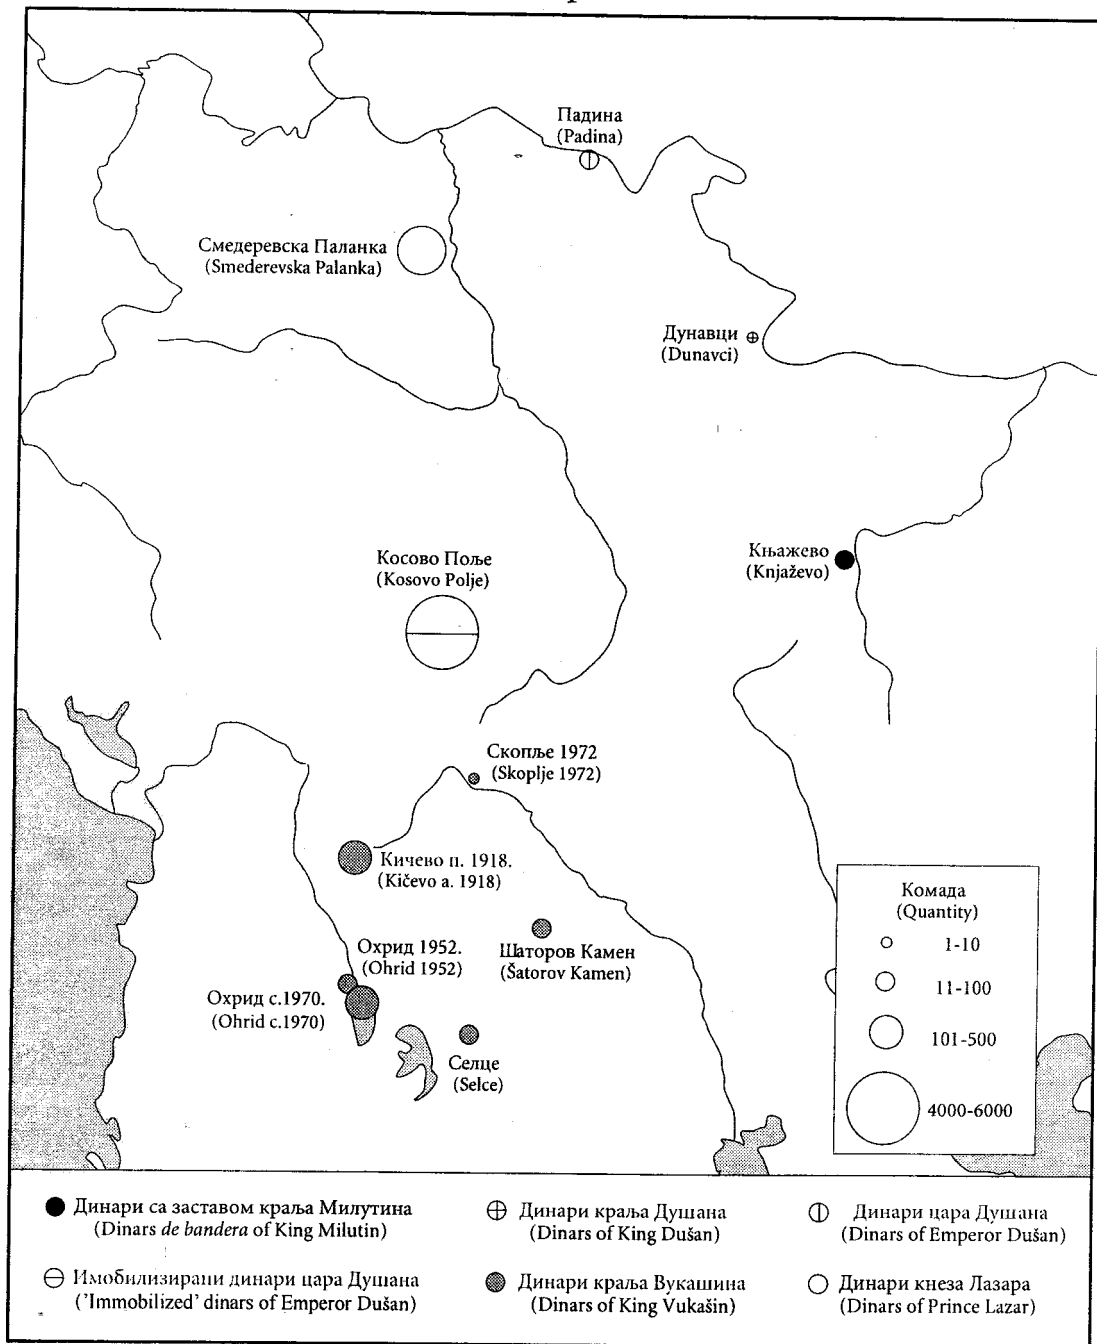 Падина
(Padina)
Смедеревска Паланка
(Smederevska Palanka)
Дунавци
(Dunavci)
Књажево
(Knjaževo)
Косово Поље
(Kosovo Polje)
Скопље 1972
(Skoplje 1972)
Кичево п. 1918.
(Kičevo a. 1918)
Охрид 1952.
(Ohrid 1952)
Шаторов Камен
(Šatorov Kamen)
Охрид с.1970.
(Ohrid c.1970)
Селце
(Selce)
Комада
(Quantity)
1-10
11-100
101-500
4000-6000
Динари са заставом краља Милутина
(Dinars de bandera of King Milutin)
Динари краља Душана
(Dinars of King Dušan)
Динари цара Душана
(Dinars of Emperor Dušan)
Имобилизирани динари цара Душана
('Immobilized' dinars of Emperor Dušan)
Динари краља Вукашина
(Dinars of King Vukašin)
Динари кнеза Лазара
(Dinars of Prince Lazar)